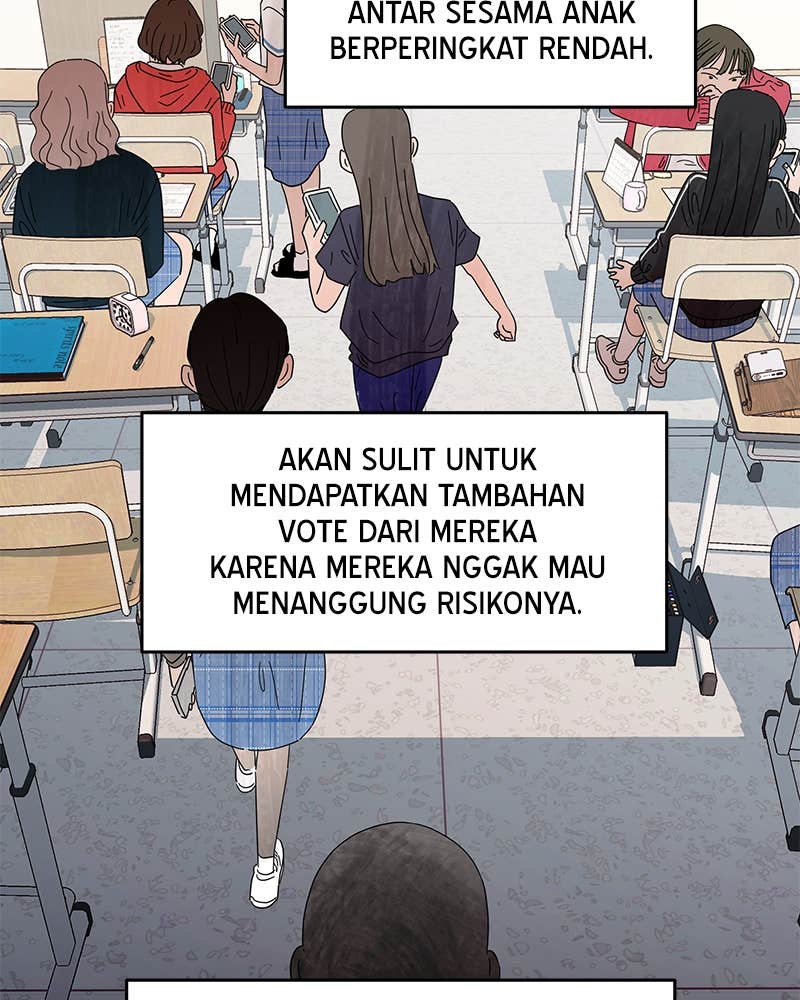 ANTAR SESAMA ANAK
BERPERINGKAT RENDAH.
AKAN SULIT UNTUK
MENDAPATKAN TAMBAHAN
VOTE DARI MEREKA
KARENA MEREKA NGGAK MAU
MENANGGUNG RISIKONYA.